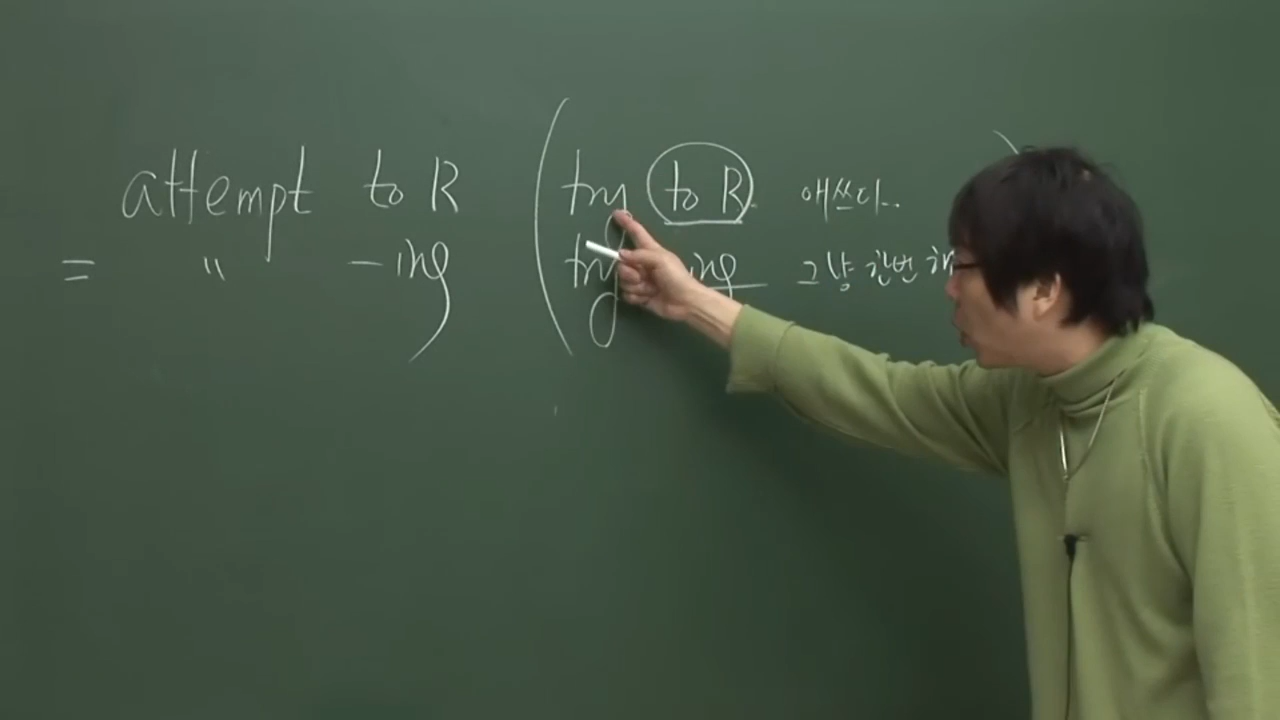 attempt to R ( try to R. 애쓰다.. )
= " -ing try -ing 그냥 한번 해